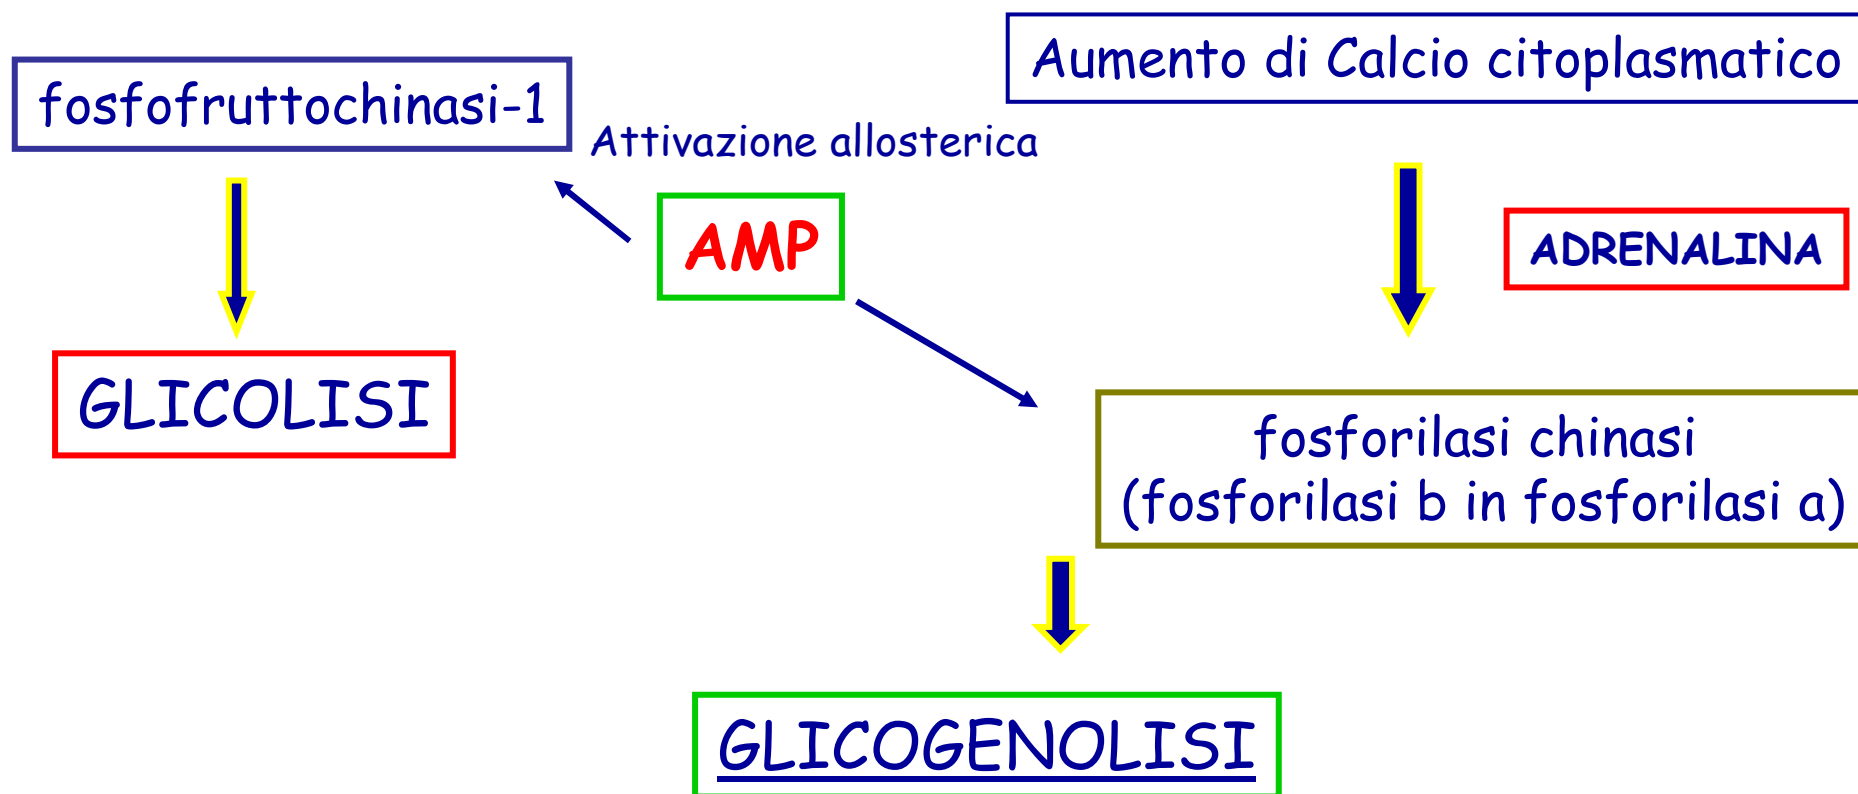 Aumento di Calcio citoplasmatico
fosfofruttochinasi-1
Attivazione allosterica
AMP
ADRENALINA
GLICOLISI
fosforilasi chinasi
(fosforilasi b in fosforilasi a)
GLICOGENOLISI